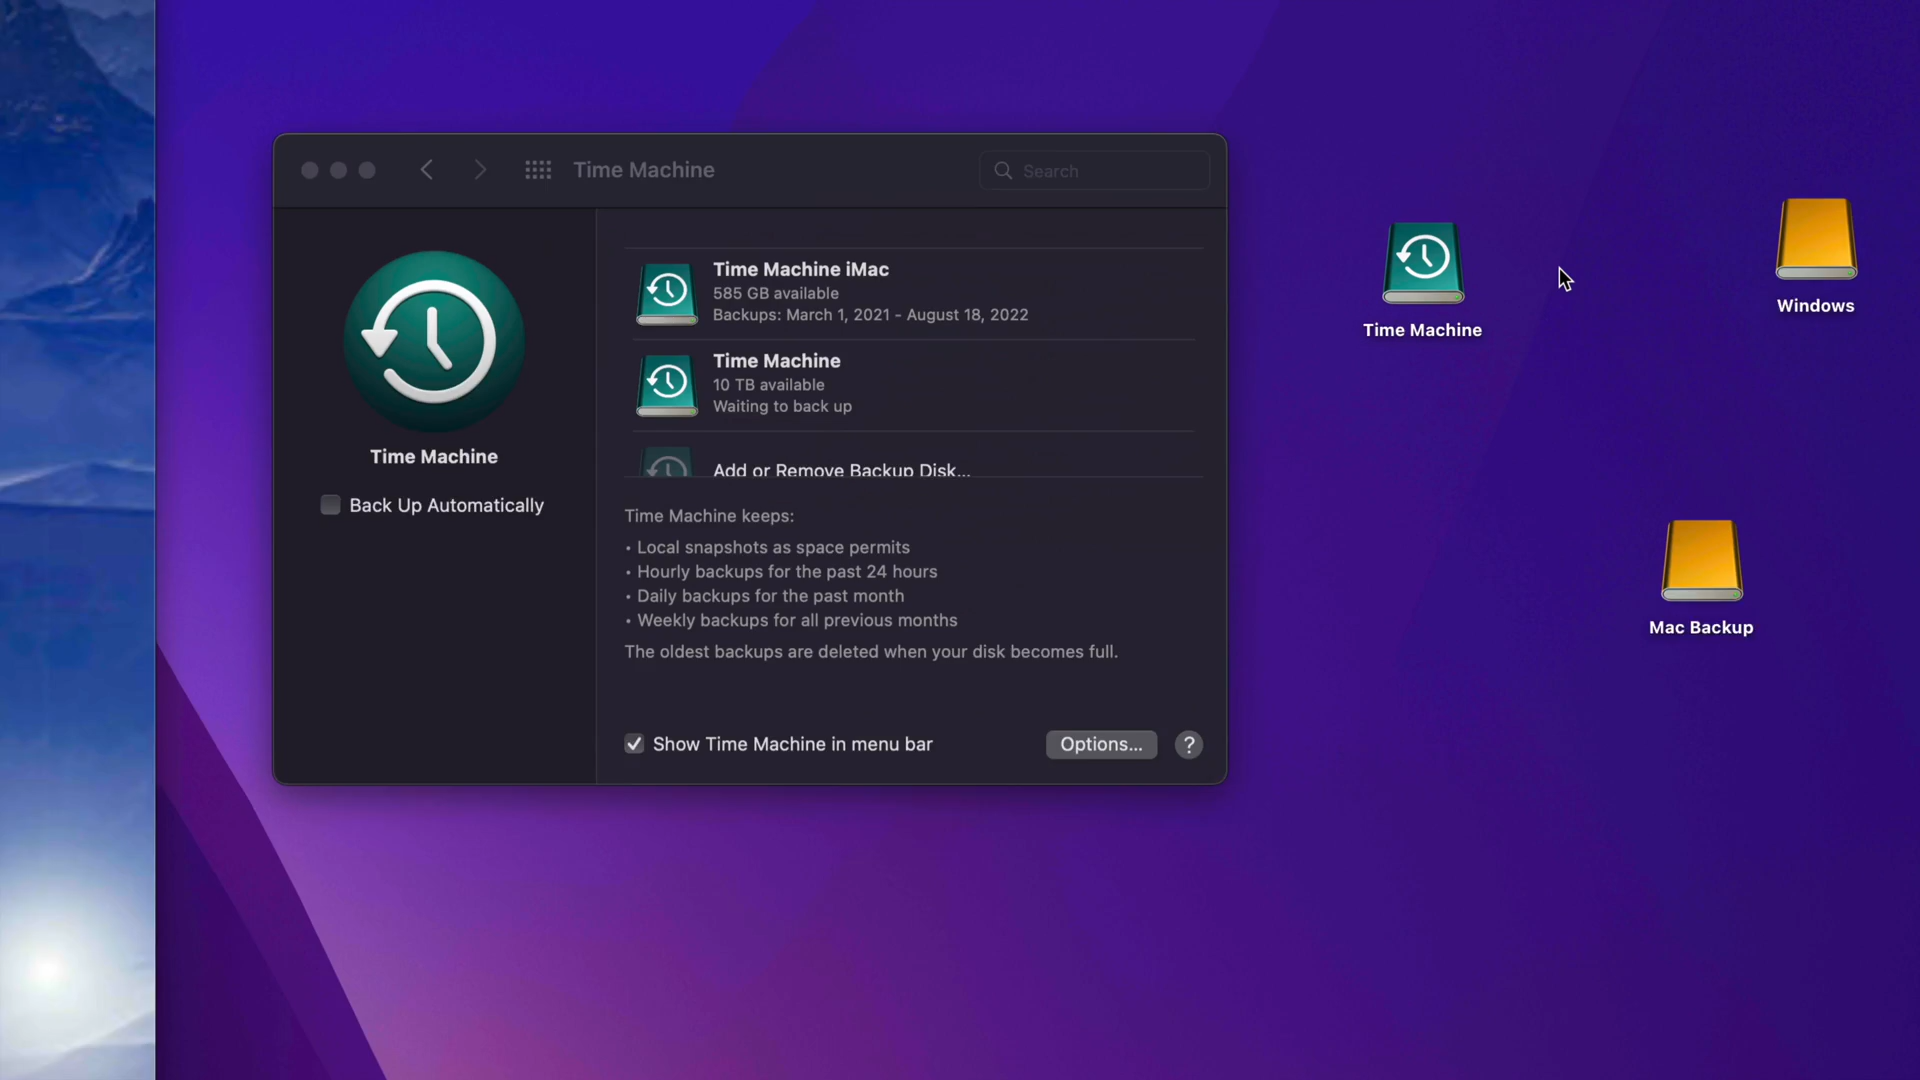 Time Machine
Search
Time Machine iMac
585 GB available
Backups: March 1, 2021 - August 18, 2022
Time Machine
10 TB available
Waiting to back up
Add or Remove Backup Disk...
Time Machine
Back Up Automatically
Time Machine keeps:
• Local snapshots as space permits
• Hourly backups for the past 24 hours
• Daily backups for the past month
• Weekly backups for all previous months
The oldest backups are deleted when your disk becomes full.
Show Time Machine in menu bar
Options...
?
Time Machine
Windows
Mac Backup